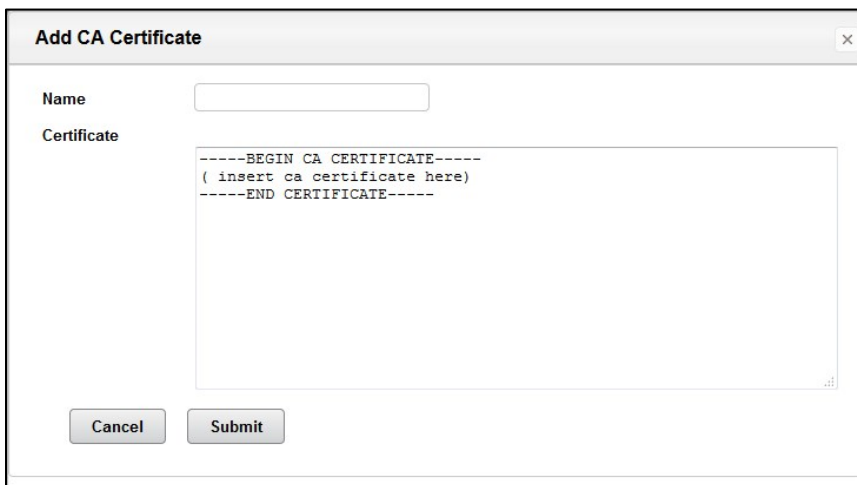 Add CA Certificate
Name
Certificate
-----BEGIN CA CERTIFICATE-----
( insert ca certificate here)
-----END CERTIFICATE-----
Cancel Submit